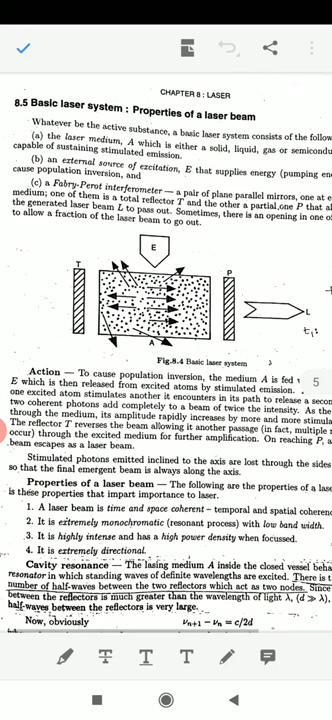 CHAPTER 8 : LASER
8.5 Basic laser system : Properties of a laser beam
Whatever be the active substance, a basic laser system consists of the follow
(a) the laser medium, A which is either a solid, liquid, gas or semicondu
capable of sustaining stimulated emission.
(b) an external source of excitation, E that supplies energy (pumping en
cause population inversion, and
(c) a Fabry-Perot interferometer — a pair of plane parallel mirrors, one at e
medium; one of them is a total reflector T and the other a partial one P that al
the generated laser beam L to pass out. Sometimes, there is an opening in one o
to allow a fraction of the laser beam to go out.
E
T
P
L
A
Fig.8.4 Basic laser system
Action — To cause population inversion, the medium A is fed
E which is then released from excited atoms by stimulated emission.
5
one excited atom stimulates another it encounters in its path to release a secon
two coherent photons add completely to a beam of twice the intensity. As the
through the medium, its amplitude rapidly increases by more and more stimula
The reflector T reverses the beam allowing it another passage (in fact, multiple
occur) through the excited medium for further amplification. On reaching P, a
beam escapes as a laser beam.
Stimulated photons emitted inclined to the axis are lost through the sides
so that the final emergent beam is always along the axis.
Properties of a laser beam — The following are the properties of a lase
is these properties that impart importance to laser.
1. A laser beam is time and space coherent – temporal and spatial coheren
2. It is extremely monochromatic (resonant process) with low band width.
3. It is highly intense and has a high power density when focussed.
4. It is extremely directional.
Cavity resonance — The lasing medium A inside the closed vessel beha
resonator in which standing waves of definite wavelengths are excited. There is t
number of half-waves between the two reflectors which act as two nodes. Since
between the reflectors is much greater than the wavelength of light λ, (d ≫ λ),
half-waves between the reflectors is very large.
Now, obviously
νn+1 − νn = c/2d